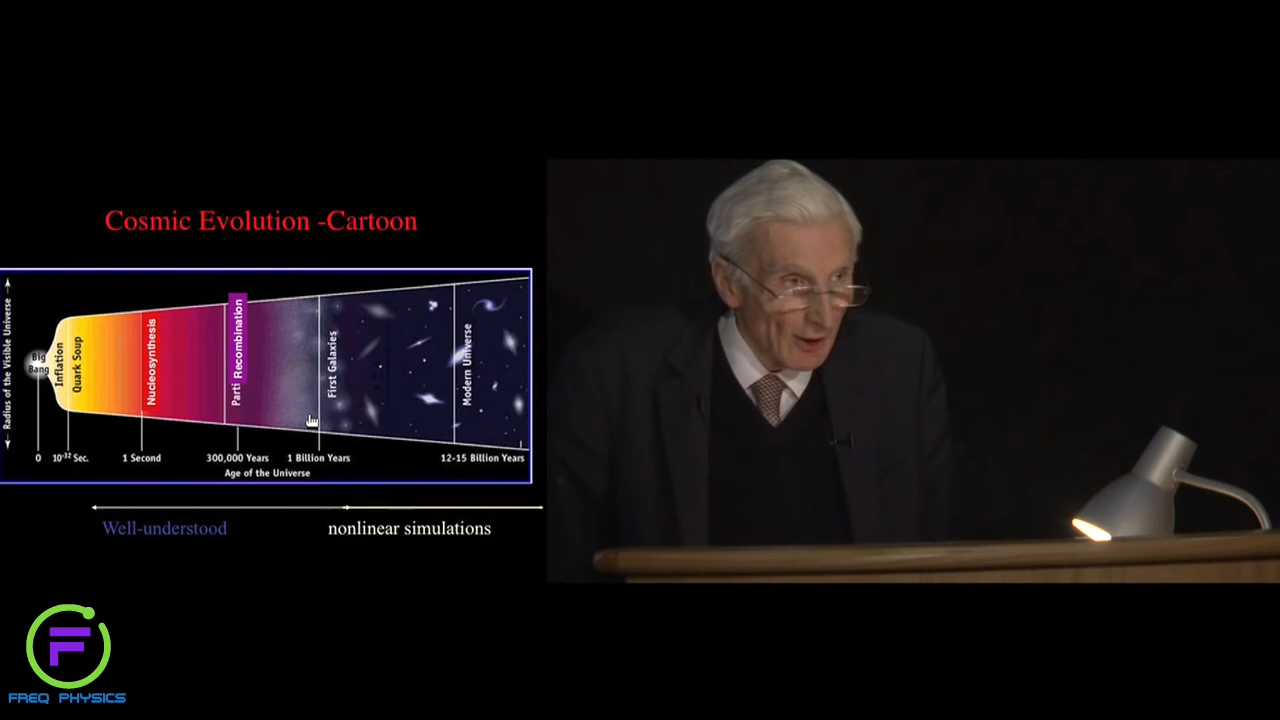 Cosmic Evolution -Cartoon
Radius of the Visible Universe
Big
Bang
Inflation
Quark Soup
Nucleosynthesis
Parti
Recombination
First Galaxies
Modern Universe
0
10⁻³² Sec.
1 Second
300,000 Years
1 Billion Years
12-15 Billion Years
Age of the Universe
Well-understood
nonlinear simulations
F
FREQ PHYSICS